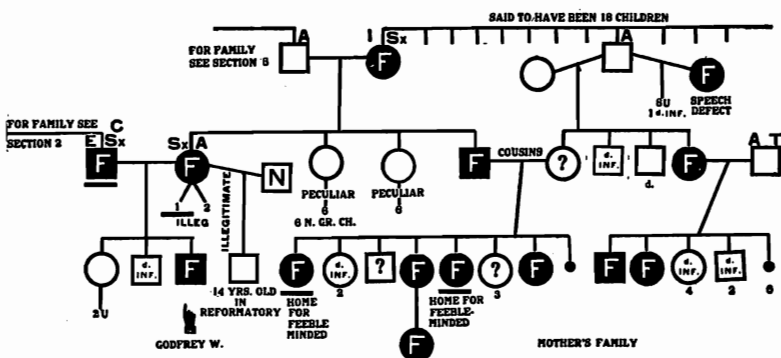 SAID TO HAVE BEEN 18 CHILDREN
A Sx A
FOR FAMILY
SEE SECTION 8
F F
6U
1 d. INF.
SPEECH
DEFECT
FOR FAMILY SEE
SECTION 2
C
E Sx Sx A A T
F F N F COUSINS ? d. INF. d. F
PECULIAR
6
6 N. GR. CH.
PECULIAR
6
1 2
ILLEG
ILLEGITIMATE
d. INF. F F d. INF. ? F F ? F F F d. INF. d. INF.
2U 2 3 4 2 6
14 YRS. OLD
IN
REFORMATORY
HOME
FOR
FEEBLE
MINDED
HOME FOR
FEEBLE-
MINDED
F
GODFREY W.
MOTHER'S FAMILY